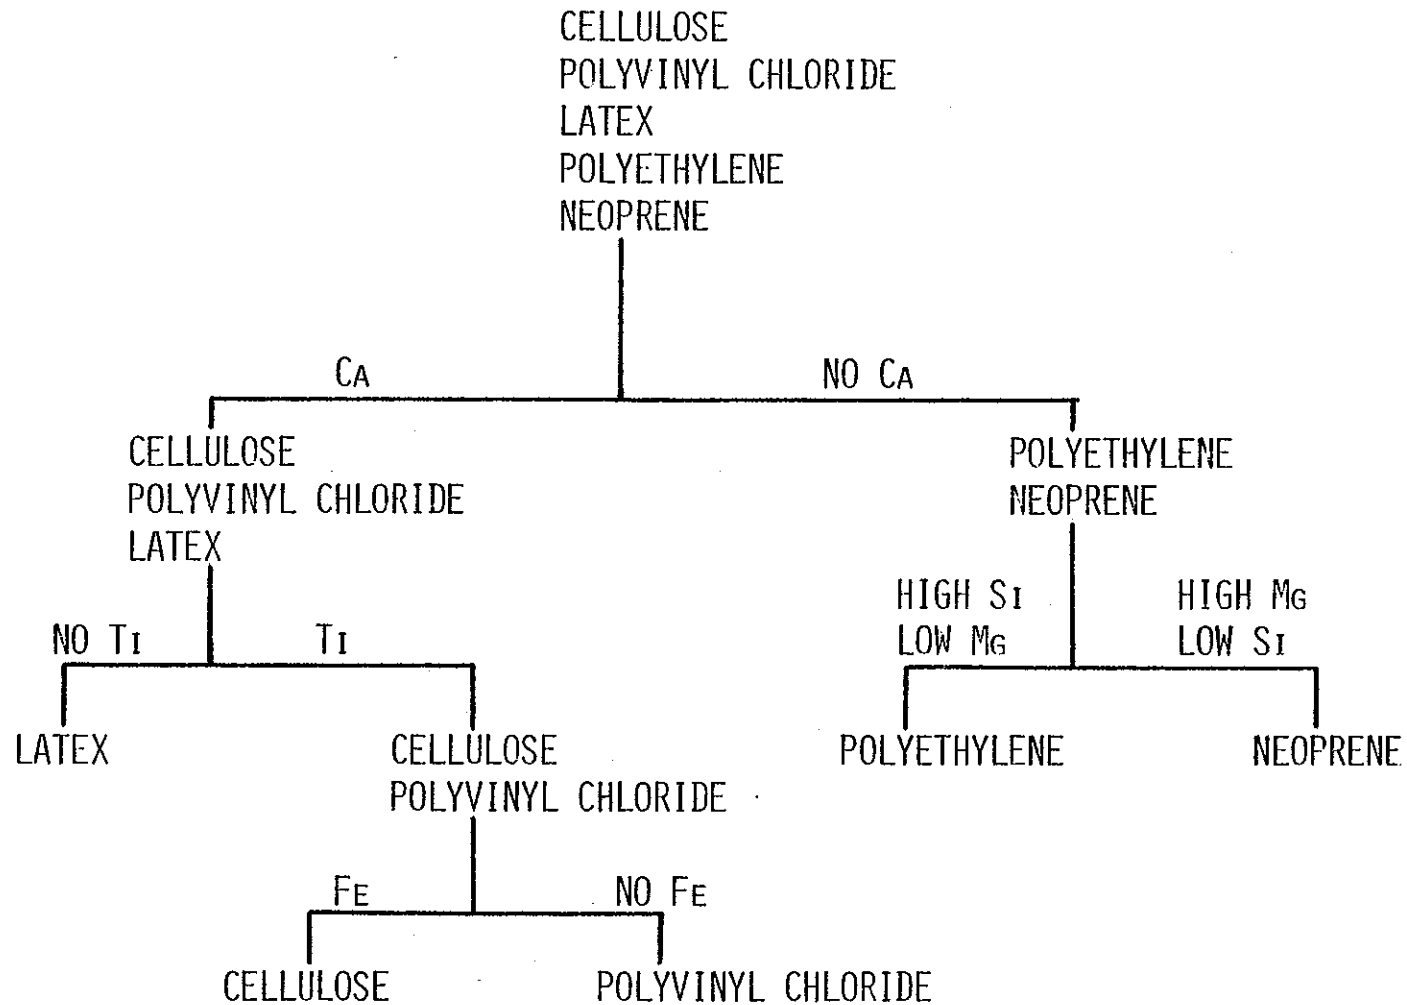 CELLULOSE
POLYVINYL CHLORIDE
LATEX
POLYETHYLENE
NEOPRENE
CA
NO CA
CELLULOSE
POLYVINYL CHLORIDE
LATEX
POLYETHYLENE
NEOPRENE
NO TI
TI
HIGH SI
LOW MG
HIGH MG
LOW SI
LATEX
CELLULOSE
POLYVINYL CHLORIDE
POLYETHYLENE
NEOPRENE
FE
NO FE
CELLULOSE
POLYVINYL CHLORIDE